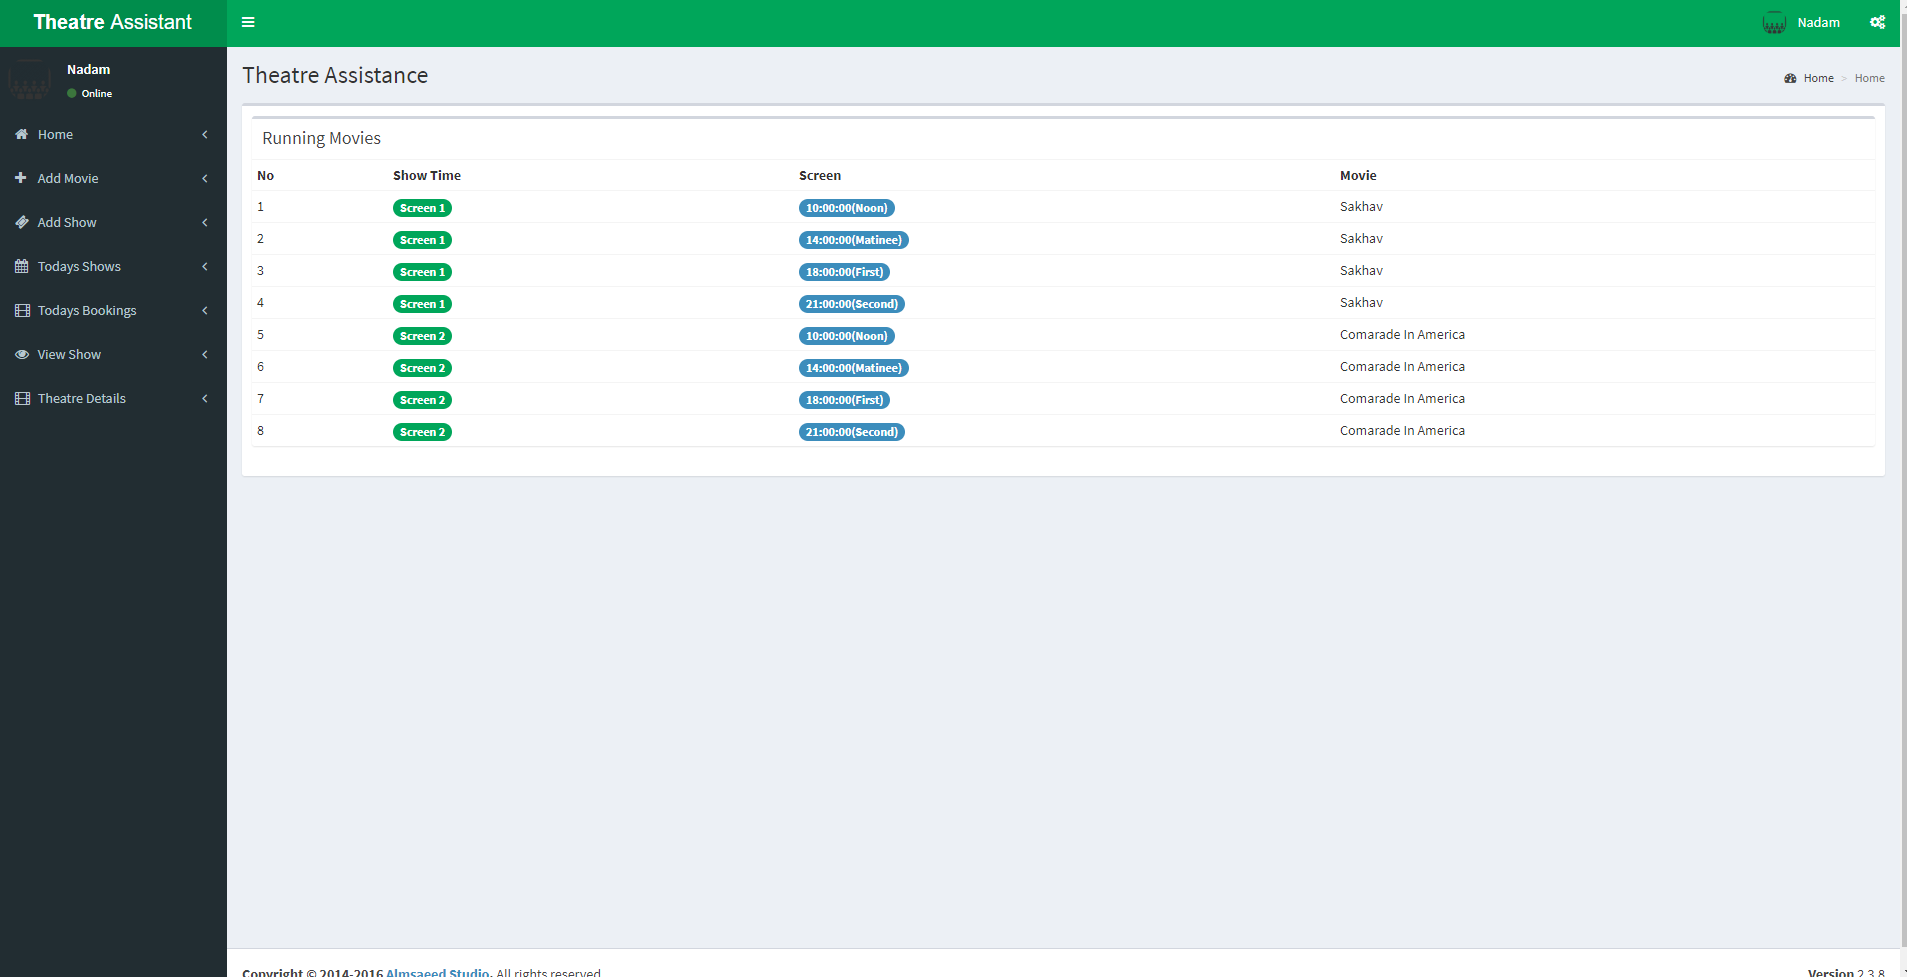 Theatre Assistant
Nadam
Nadam
Online
Home
Add Movie
Add Show
Todays Shows
Todays Bookings
View Show
Theatre Details
Theatre Assistance
Home > Home
Running Movies
No Show Time Screen Movie
1 Screen 1 10:00:00(Noon) Sakhav
2 Screen 1 14:00:00(Matinee) Sakhav
3 Screen 1 18:00:00(First) Sakhav
4 Screen 1 21:00:00(Second) Sakhav
5 Screen 2 10:00:00(Noon) Comarade In America
6 Screen 2 14:00:00(Matinee) Comarade In America
7 Screen 2 18:00:00(First) Comarade In America
8 Screen 2 21:00:00(Second) Comarade In America
Copyright © 2014-2016 Almsaeed Studio. All rights reserved
Version 2.3.8